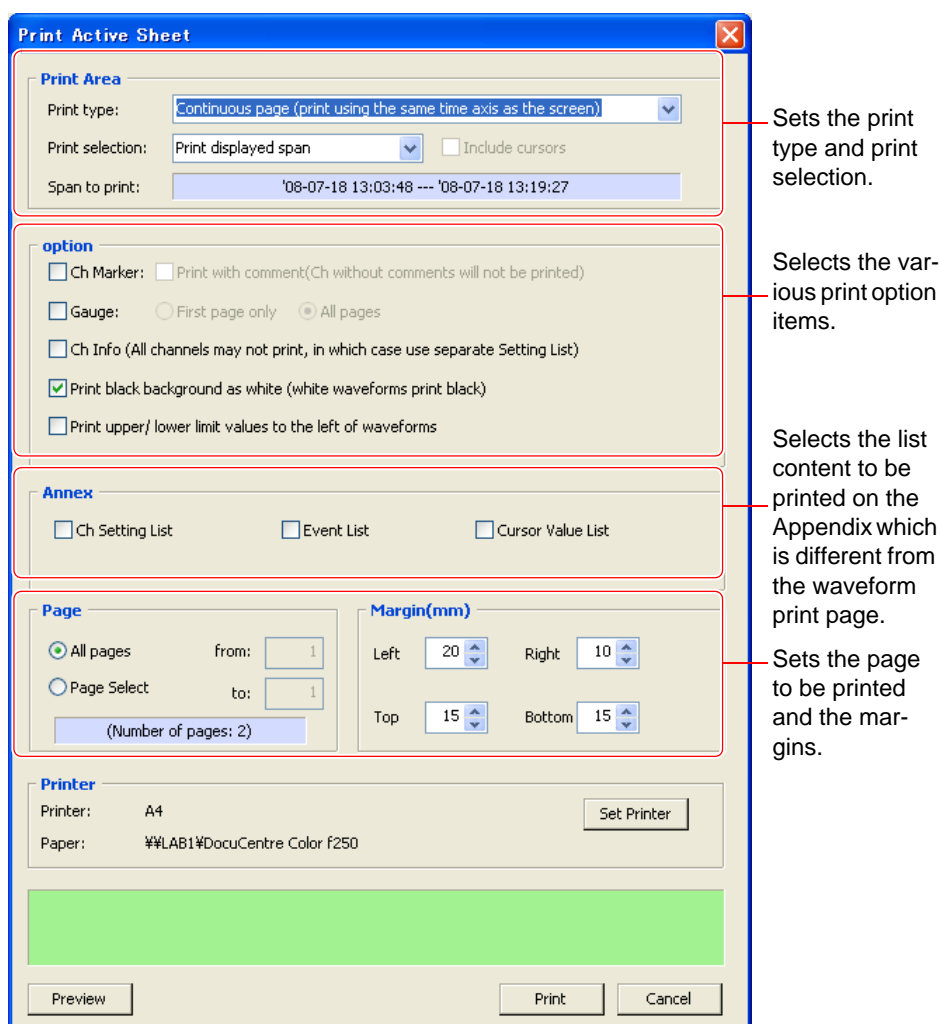 Print Active Sheet
Print Area
Print type: Continuous page (print using the same time axis as the screen)
Print selection: Print displayed span Include cursors
Span to print: '08-07-18 13:03:48 --- '08-07-18 13:19:27
Sets the print
type and print
selection.
option
Ch Marker: Print with comment(Ch without comments will not be printed)
Gauge: First page only All pages
Ch Info (All channels may not print, in which case use separate Setting List)
Print black background as white (white waveforms print black)
Print upper/ lower limit values to the left of waveforms
Selects the var-
ious print option
items.
Annex
Ch Setting List Event List Cursor Value List
Selects the list
content to be
printed on the
Appendix which
is different from
the waveform
print page.
Page
All pages from: 1
Page Select to: 1
(Number of pages: 2)
Margin(mm)
Left 20 Right 10
Top 15 Bottom 15
Sets the page
to be printed
and the mar-
gins.
Printer
Printer: A4
Set Printer
Paper: ¥¥LAB1¥DocuCentre Color f250
Preview Print Cancel